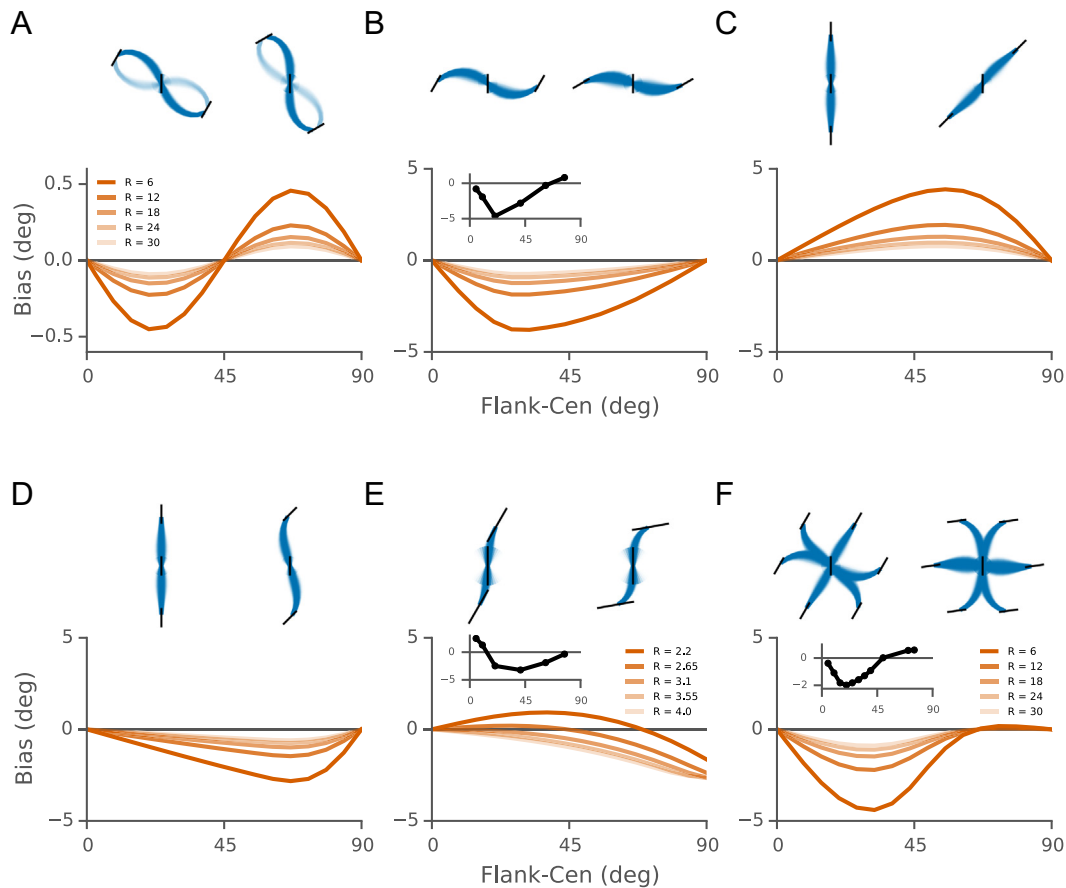 A
B
C
0.5
0.0
−0.5
Bias (deg)
R = 6
R = 12
R = 18
R = 24
R = 30
0
45
90
5
0
−5
0
−5
45
90
0
45
90
Flank-Cen (deg)
5
0
−5
0
45
90
D
E
F
5
0
−5
Bias (deg)
0
45
90
5
0
−5
0
−5
0
45
90
R = 2.2
R = 2.65
R = 3.1
R = 3.55
R = 4.0
0
45
90
Flank-Cen (deg)
5
0
−5
0
−2
0
45
90
R = 6
R = 12
R = 18
R = 24
R = 30
0
45
90